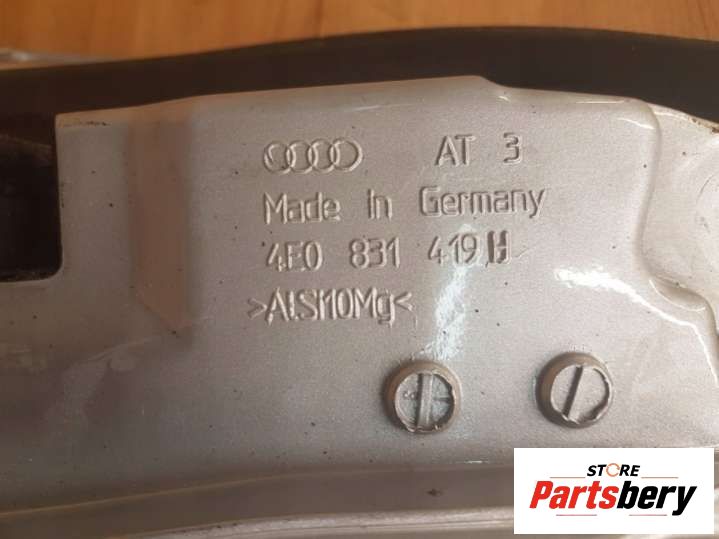 AT 3
Made in Germany
4E0 831 419 H
>AlSi10Mg<
STORE
Partsbery